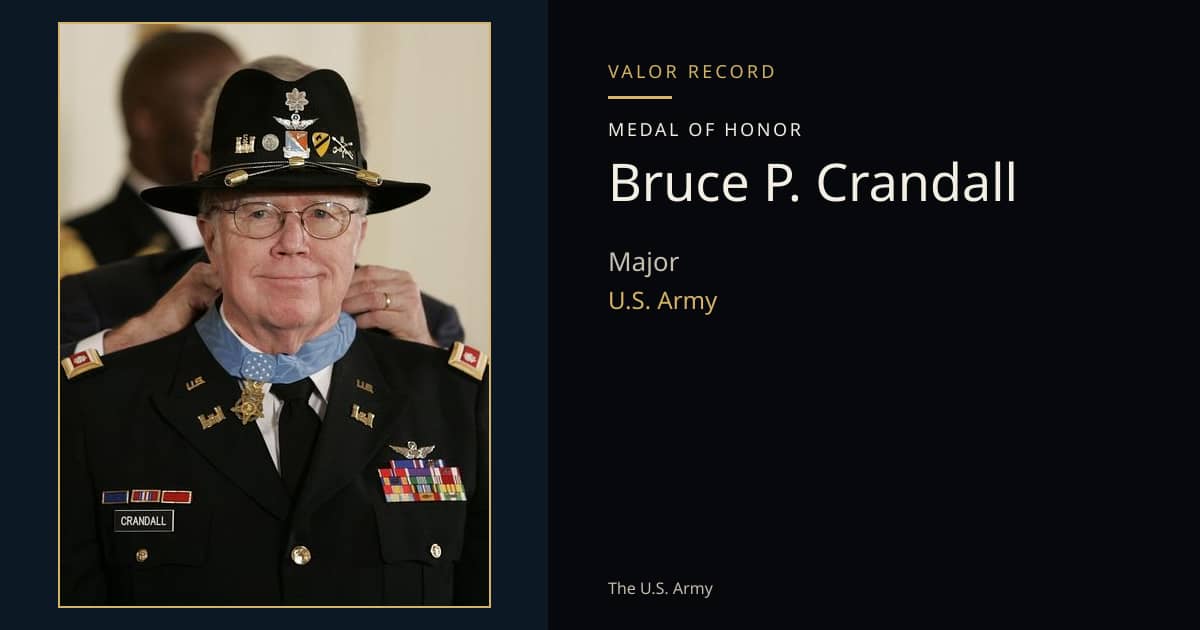 VALOR RECORD
MEDAL OF HONOR
Bruce P. Crandall
Major
U.S. Army
The U.S. Army
U.S.
U.S.
CRANDALL